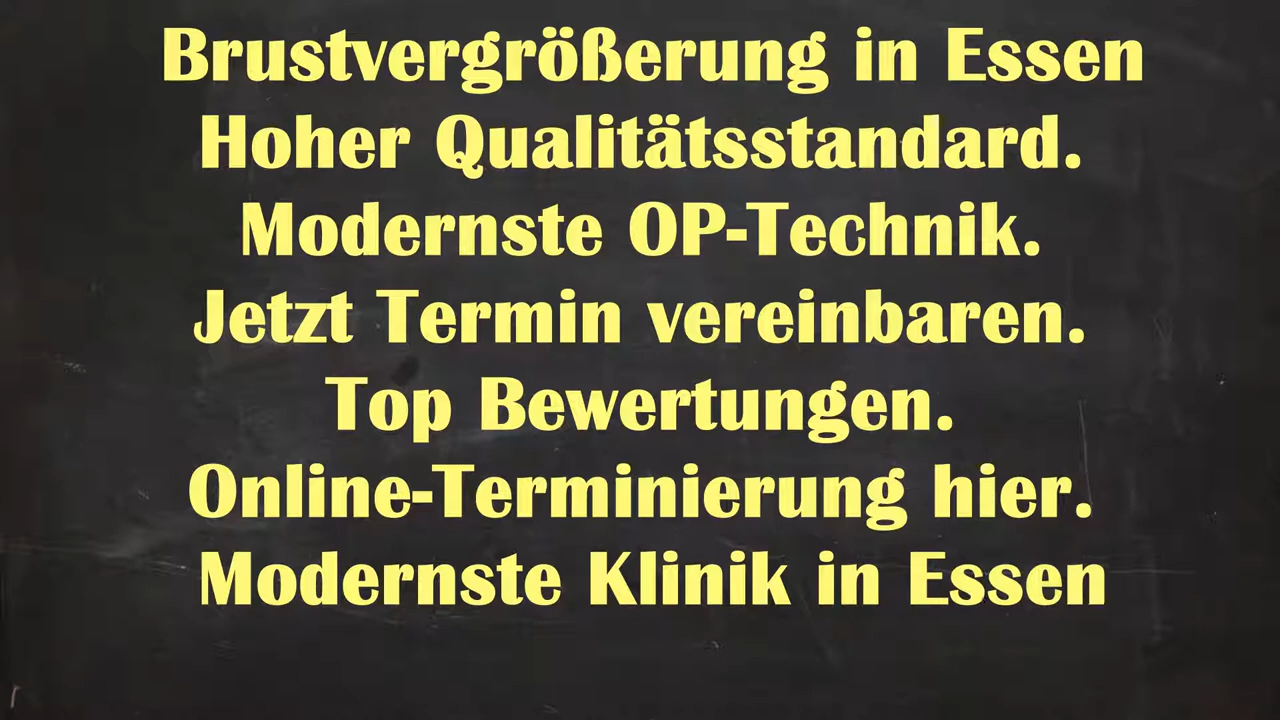 Brustvergrößerung in Essen
Hoher Qualitätsstandard.
Modernste OP-Technik.
Jetzt Termin vereinbaren.
Top Bewertungen.
Online-Terminierung hier.
Modernste Klinik in Essen